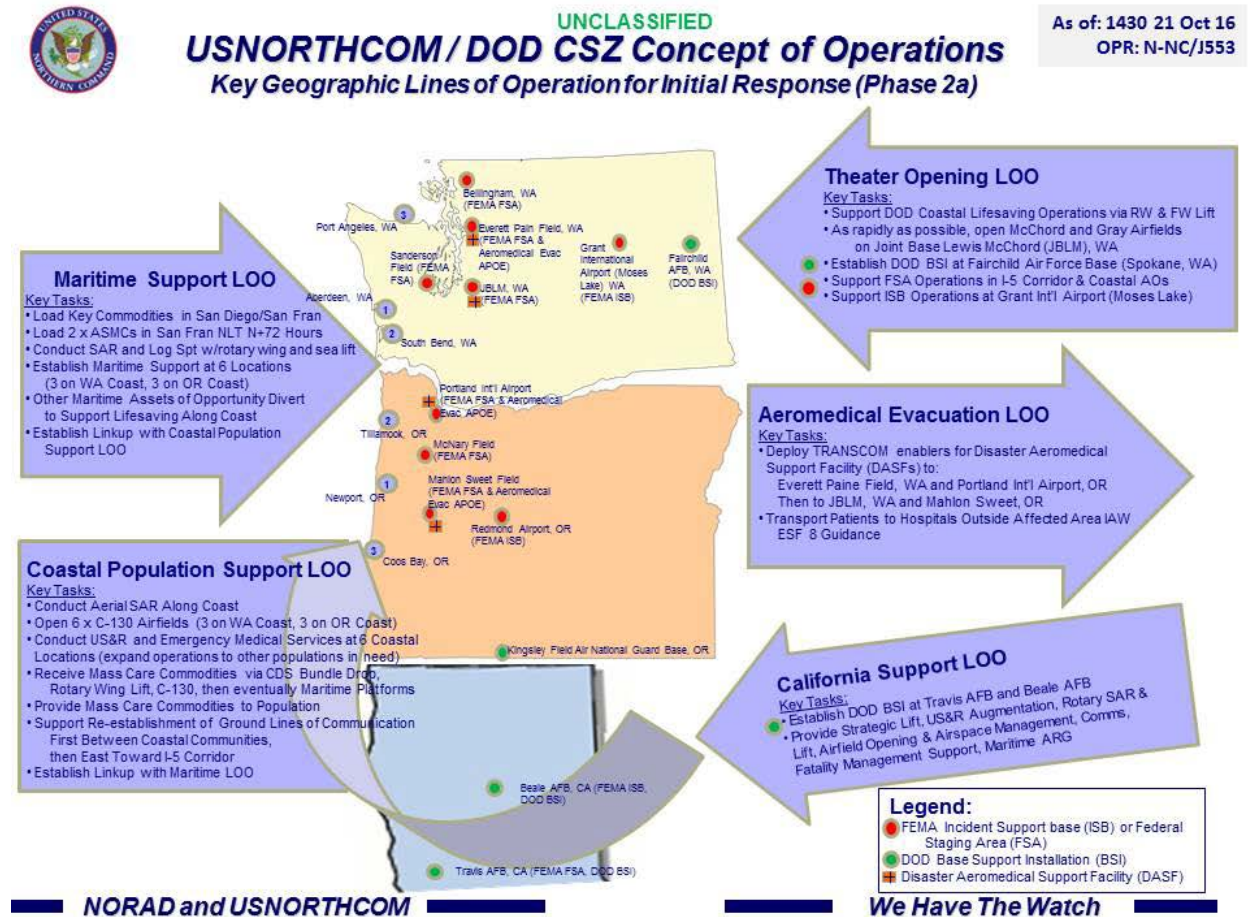 UNCLASSIFIED
As of: 1430 21 Oct 16
OPR: N-NC/J553
UNITED STATES
NORTHERN COMMAND
USNORTHCOM / DOD CSZ Concept of Operations
Key Geographic Lines of Operation for Initial Response (Phase 2a)
Maritime Support LOO
Key Tasks:
• Load Key Commodities in San Diego/San Fran
• Load 2 x ASMCs in San Fran NLT N+72 Hours
• Conduct SAR and Log Spt w/rotary wing and sea lift
• Establish Maritime Support at 6 Locations
(3 on WA Coast, 3 on OR Coast)
• Other Maritime Assets of Opportunity Divert
to Support Lifesaving Along Coast
• Establish Linkup with Coastal Population
Support LOO
Coastal Population Support LOO
Key Tasks:
• Conduct Aerial SAR Along Coast
• Open 6 x C-130 Airfields (3 on WA Coast, 3 on OR Coast)
• Conduct US&R and Emergency Medical Services at 6 Coastal
Locations (expand operations to other populations in need)
• Receive Mass Care Commodities via CDS Bundle Drop,
Rotary Wing Lift, C-130, then eventually Maritime Platforms
• Provide Mass Care Commodities to Population
• Support Re-establishment of Ground Lines of Communication
First Between Coastal Communities,
then East Toward I-5 Corridor
• Establish Linkup with Maritime LOO
Bellingham, WA
(FEMA FSA)
3
Port Angeles, WA
Everett Pain Field, WA
(FEMA FSA &
Aeromedical Evac
APOE)
Sanderson
Field (FEMA
FSA)
JBLM, WA
(FEMA FSA)
Grant
International
Airport (Moses
Lake) WA
(FEMA ISB)
Fairchild
AFB, WA
(DOD BSI)
Aberdeen, WA
1
2
South Bend, WA
Portland Int'l Airport
(FEMA FSA & Aeromedical
Evac APOE)
2
Tillamook, OR
McNary Field
(FEMA FSA)
Mahlon Sweet Field
(FEMA FSA & Aeromedical
Evac APOE)
1
Newport, OR
Redmond Airport, OR
(FEMA ISB)
3
Coos Bay, OR
Kingsley Field Air National Guard Base, OR
Beale AFB, CA (FEMA ISB,
DOD BSI)
Travis AFB, CA (FEMA FSA, DOD BSI)
Theater Opening LOO
Key Tasks:
• Support DOD Coastal Lifesaving Operations via RW & FW Lift
• As rapidly as possible, open McChord and Gray Airfields
on Joint Base Lewis McChord (JBLM), WA
• Establish DOD BSI at Fairchild Air Force Base (Spokane, WA)
• Support FSA Operations in I-5 Corridor & Coastal AOs
• Support ISB Operations at Grant Int'l Airport (Moses Lake)
Aeromedical Evacuation LOO
Key Tasks:
• Deploy TRANSCOM enablers for Disaster Aeromedical
Support Facility (DASFs) to:
Everett Paine Field, WA and Portland Int'l Airport, OR
Then to JBLM, WA and Mahlon Sweet, OR
• Transport Patients to Hospitals Outside Affected Area IAW
ESF 8 Guidance
California Support LOO
Key Tasks:
• Establish DOD BSI at Travis AFB and Beale AFB
• Provide Strategic Lift, US&R Augmentation, Rotary SAR &
Lift, Airfield Opening & Airspace Management, Comms,
Fatality Management Support, Maritime ARG
Legend:
FEMA Incident Support base (ISB) or Federal
Staging Area (FSA)
DOD Base Support Installation (BSI)
Disaster Aeromedical Support Facility (DASF)
NORAD and USNORTHCOM
We Have The Watch